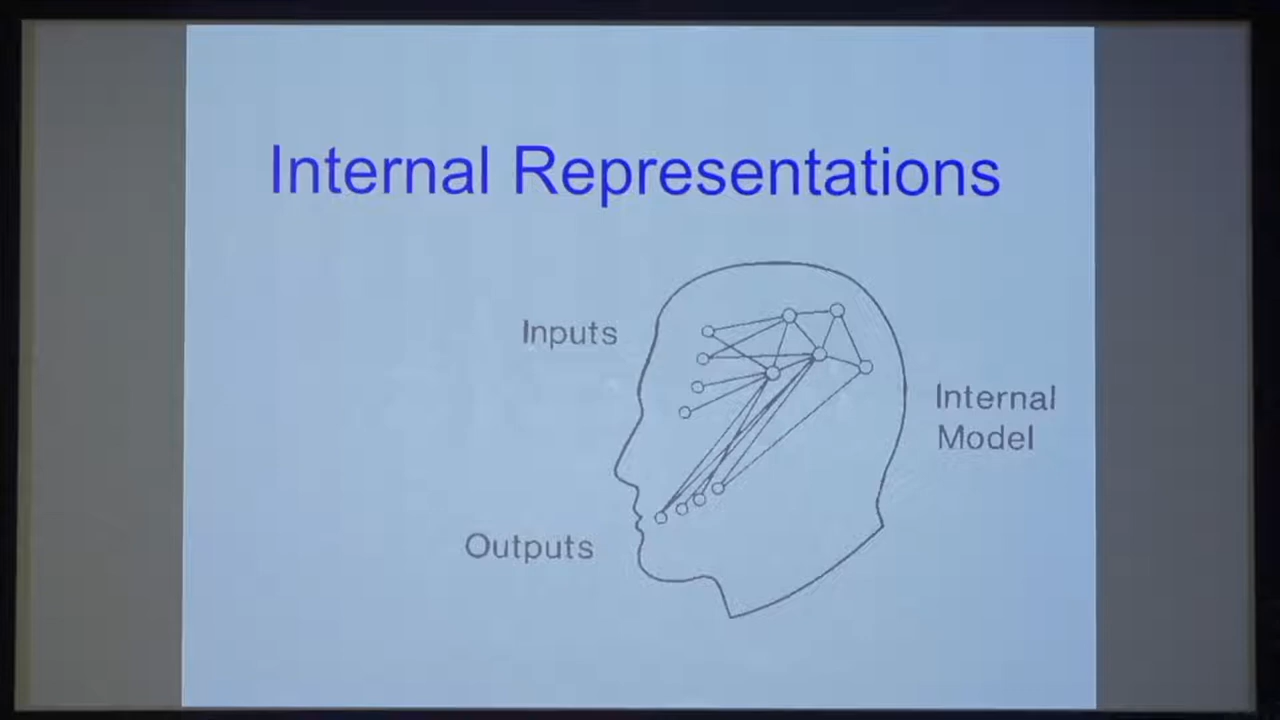 Internal Representations
Inputs
Internal
Model
Outputs